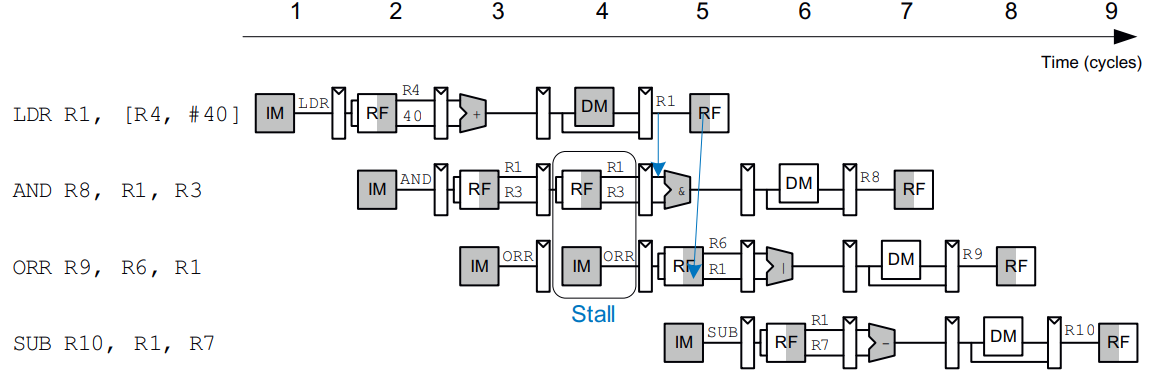 1 2 3 4 5 6 7 8 9
Time (cycles)
LDR R1, [R4, #40] IM LDR RF R4 40 + DM R1 RF
AND R8, R1, R3 IM AND RF R1 R3 RF R1 R3 & DM R8 RF
ORR R9, R6, R1 IM ORR IM ORR RF R6 R1 | DM R9 RF
Stall
SUB R10, R1, R7 IM SUB RF R1 R7 - DM R10 RF